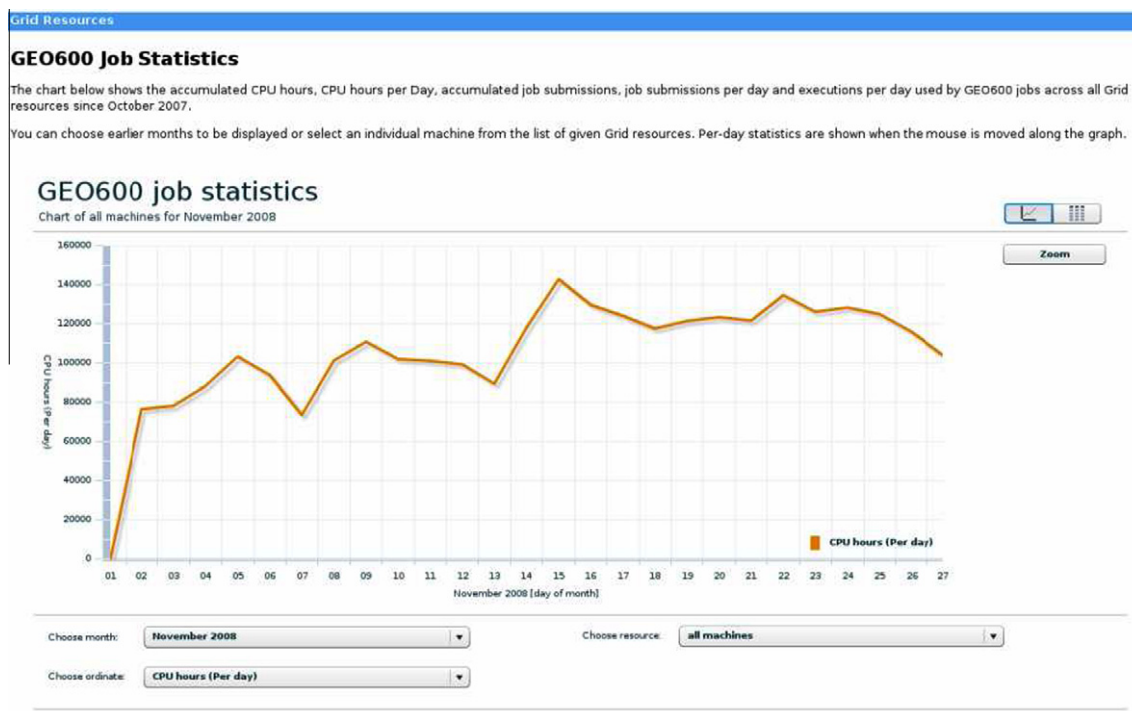 Grid Resources
GEO600 Job Statistics
The chart below shows the accumulated CPU hours, CPU hours per Day, accumulated job submissions, job submissions per day and executions per day used by GEO600 jobs across all Grid
resources since October 2007.
You can choose earlier months to be displayed or select an individual machine from the list of given Grid resources. Per-day statistics are shown when the mouse is moved along the graph.
GEO600 job statistics
Chart of all machines for November 2008
Zoom
160000
140000
120000
100000
80000
60000
40000
20000
0
CPU hours (Per day)
CPU hours (Per day)
01 02 03 04 05 06 07 08 09 10 11 12 13 14 15 16 17 18 19 20 21 22 23 24 25 26 27
November 2008 [day of month]
Choose month: November 2008 Choose resource: all machines
Choose ordinate: CPU hours (Per day)